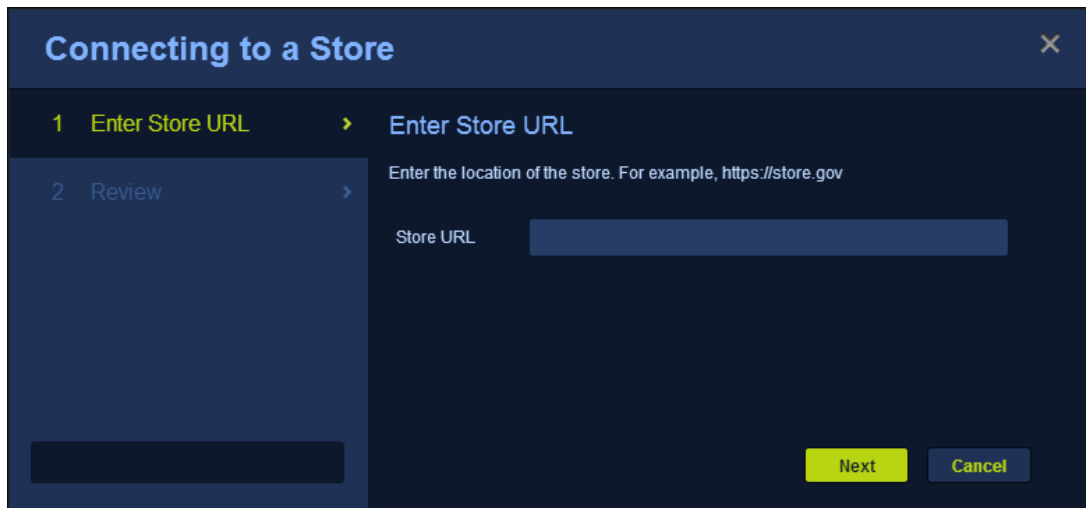 Connecting to a Store
1 Enter Store URL
2 Review
Enter Store URL
Enter the location of the store. For example, https://store.gov
Store URL
Next Cancel